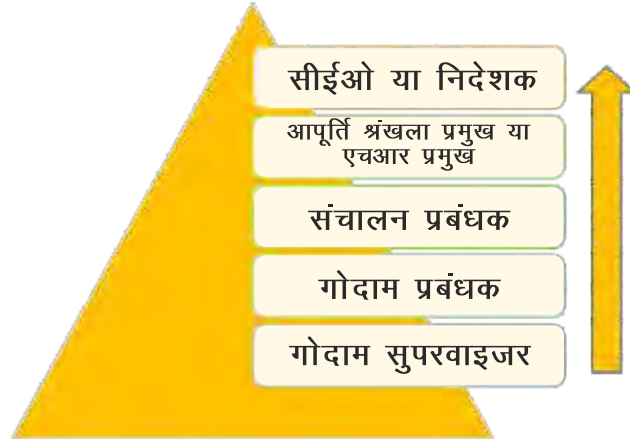 सीईओ या निदेशक
आपूर्ति श्रंखला प्रमुख या
एचआर प्रमुख
संचालन प्रबंधक
गोदाम प्रबंधक
गोदाम सुपरवाइजर